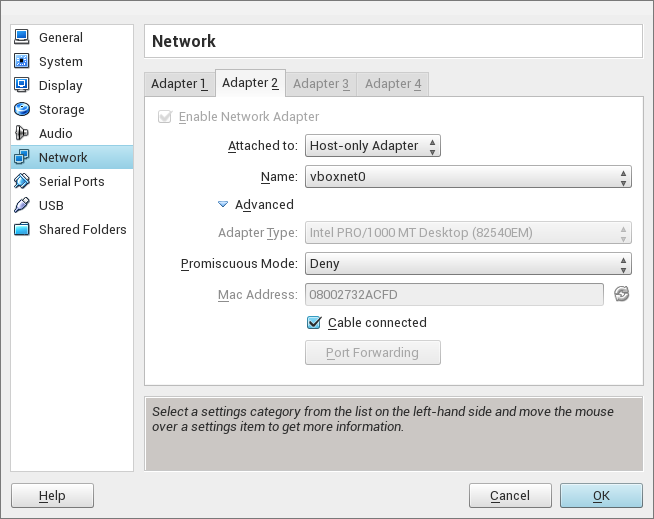 General
System
Display
Storage
Audio
Network
Serial Ports
USB
Shared Folders
Network
Adapter 1 Adapter 2 Adapter 3 Adapter 4
Enable Network Adapter
Attached to: Host-only Adapter
Name: vboxnet0
Advanced
Adapter Type: Intel PRO/1000 MT Desktop (82540EM)
Promiscuous Mode: Deny
Mac Address: 08002732ACFD
Cable connected
Port Forwarding
Select a settings category from the list on the left-hand side and move the mouse
over a settings item to get more information.
Help Cancel OK